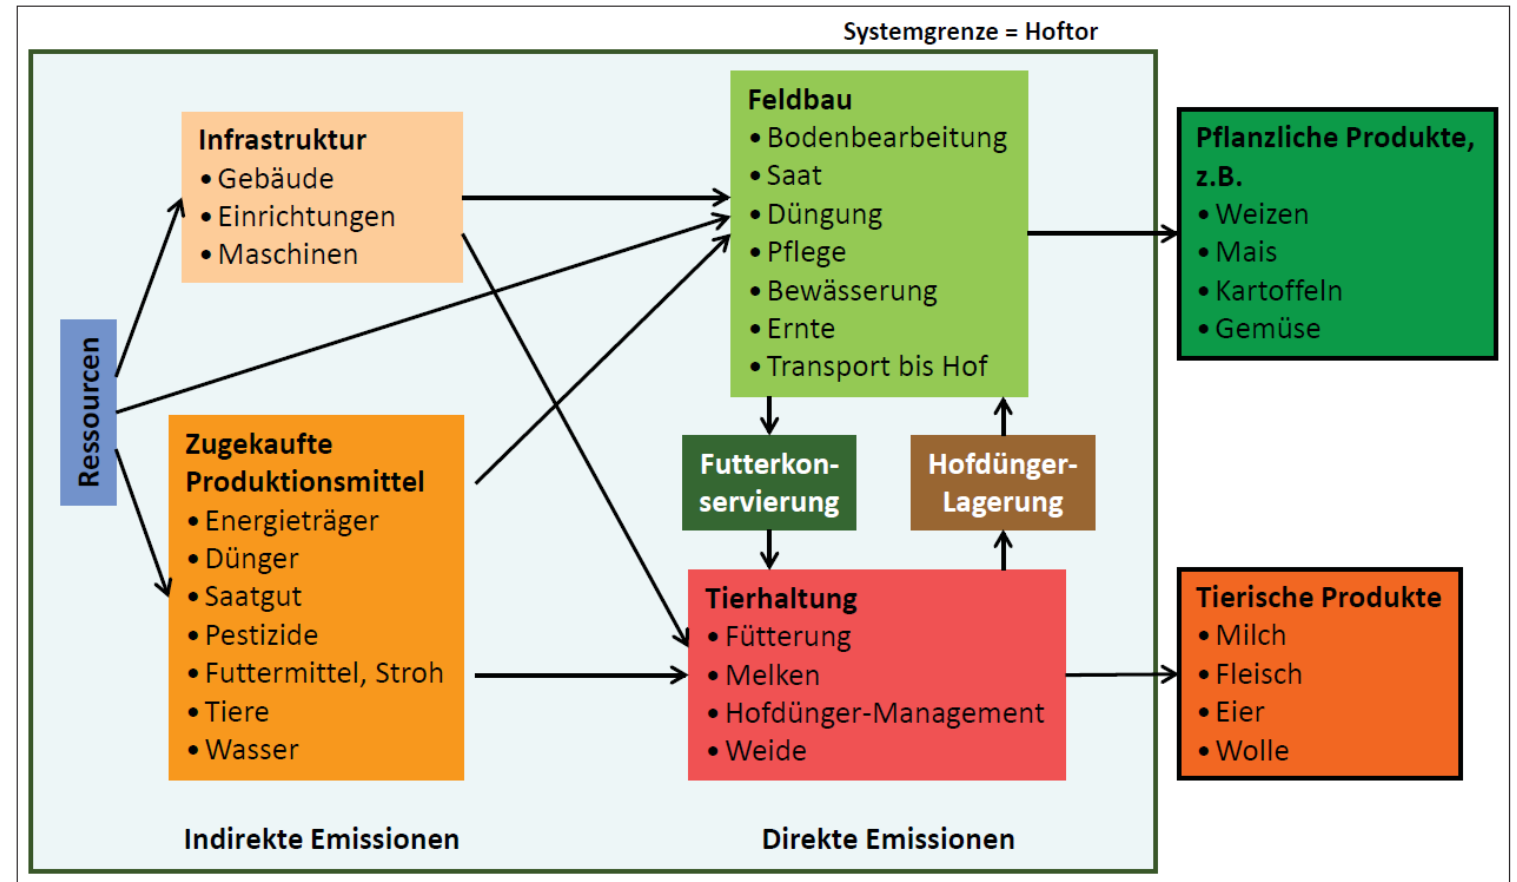 Systemgrenze = Hoftor
Infrastruktur
• Gebäude
• Einrichtungen
• Maschinen
Ressourcen
Zugekaufte
Produktionsmittel
• Energieträger
• Dünger
• Saatgut
• Pestizide
• Futtermittel, Stroh
• Tiere
• Wasser
Indirekte Emissionen
Feldbau
• Bodenbearbeitung
• Saat
• Düngung
• Pflege
• Bewässerung
• Ernte
• Transport bis Hof
Futterkon-
servierung
Hofdünger-
Lagerung
Tierhaltung
• Fütterung
• Melken
• Hofdünger-Management
• Weide
Direkte Emissionen
Pflanzliche Produkte,
z.B.
• Weizen
• Mais
• Kartoffeln
• Gemüse
Tierische Produkte
• Milch
• Fleisch
• Eier
• Wolle